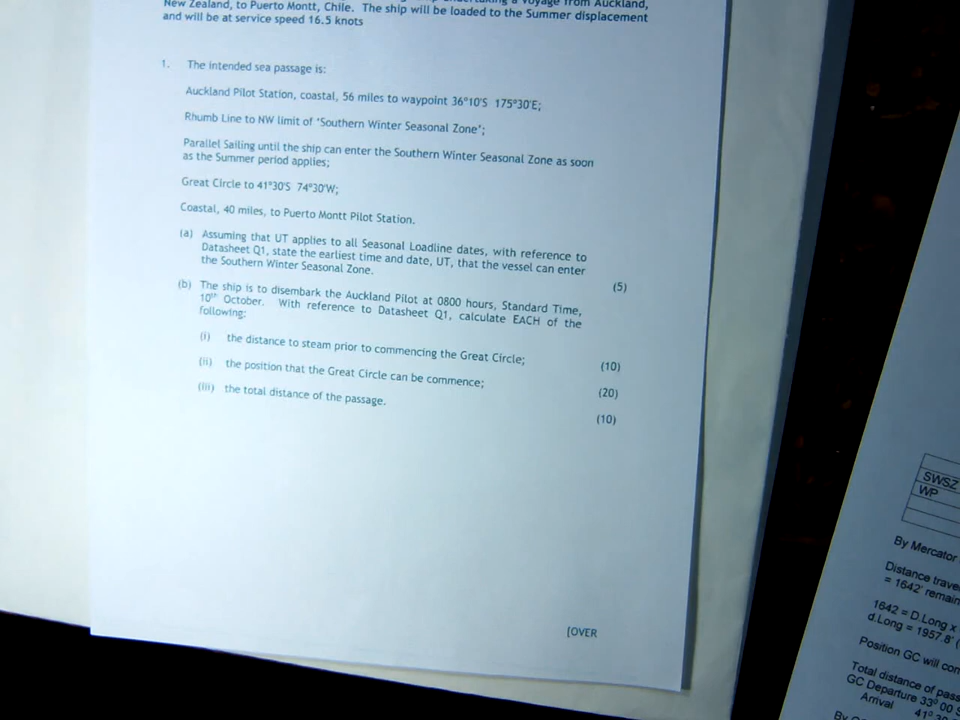 New Zealand, to Puerto Montt, Chile. The ship will be loaded to the Summer displacement
and will be at service speed 16.5 knots
1. The intended sea passage is:
Auckland Pilot Station, coastal, 56 miles to waypoint 36°10'S 175°30'E;
Rhumb Line to NW limit of 'Southern Winter Seasonal Zone';
Parallel Sailing until the ship can enter the Southern Winter Seasonal Zone as soon
as the Summer period applies;
Great Circle to 41°30'S 74°30'W;
Coastal, 40 miles, to Puerto Montt Pilot Station.
(a) Assuming that UT applies to all Seasonal Loadline dates, with reference to
Datasheet Q1, state the earliest time and date, UT, that the vessel can enter
the Southern Winter Seasonal Zone.
(5)
(b) The ship is to disembark the Auckland Pilot at 0800 hours, Standard Time,
10th October. With reference to Datasheet Q1, calculate EACH of the
following:
(i) the distance to steam prior to commencing the Great Circle;
(10)
(ii) the position that the Great Circle can be commence;
(20)
(iii) the total distance of the passage.
(10)
[OVER
SWSZ
WP
By Mercator
Distance trave
= 1642' remain
1642 = D.Long x
d.Long = 1957.8'
Position GC will com
Total distance of pass
GC Departure 33° 00 S
Arrival 41° 30